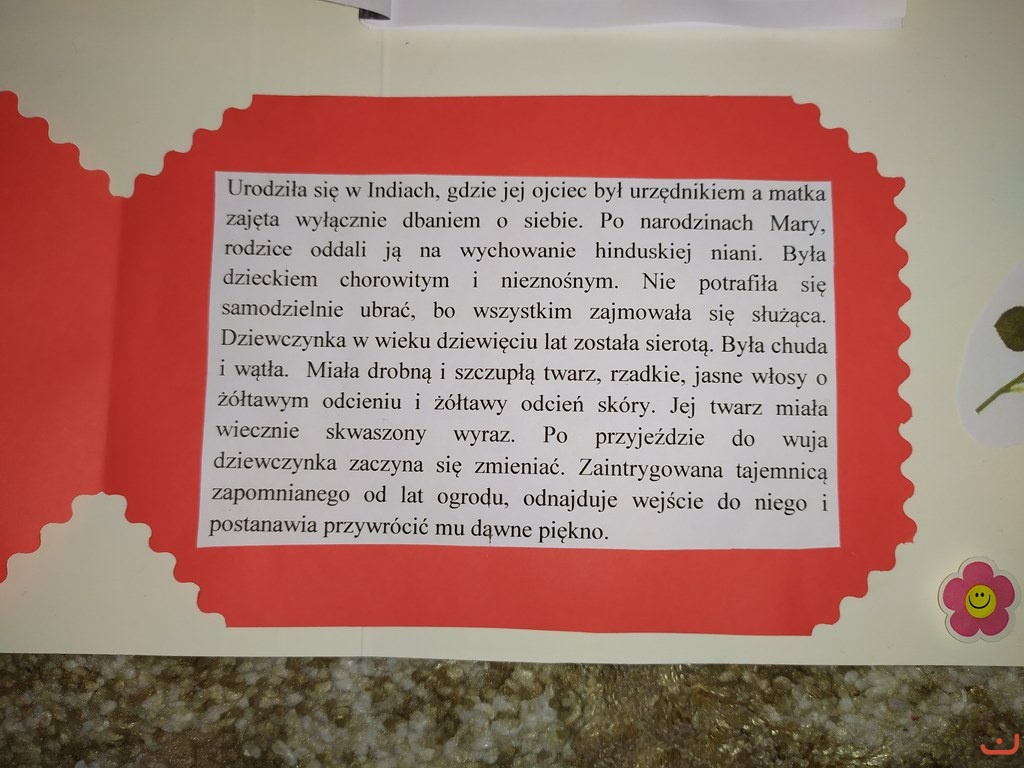 Urodziła się w Indiach, gdzie jej ojciec był urzędnikiem a matka
zajęta wyłącznie dbaniem o siebie. Po narodzinach Mary,
rodzice oddali ją na wychowanie hinduskiej niani. Była
dzieckiem chorowitym i nieznośnym. Nie potrafiła się
samodzielnie ubrać, bo wszystkim zajmowała się służąca.
Dziewczynka w wieku dziewięciu lat została sierotą. Była chuda
i wątła. Miała drobną i szczupłą twarz, rzadkie, jasne włosy o
żółtawym odcieniu i żółtawy odcień skóry. Jej twarz miała
wiecznie skwaszony wyraz. Po przyjeździe do wuja
dziewczynka zaczyna się zmieniać. Zaintrygowana tajemnicą
zapomnianego od lat ogrodu, odnajduje wejście do niego i
postanawia przywrócić mu dawne piękno.